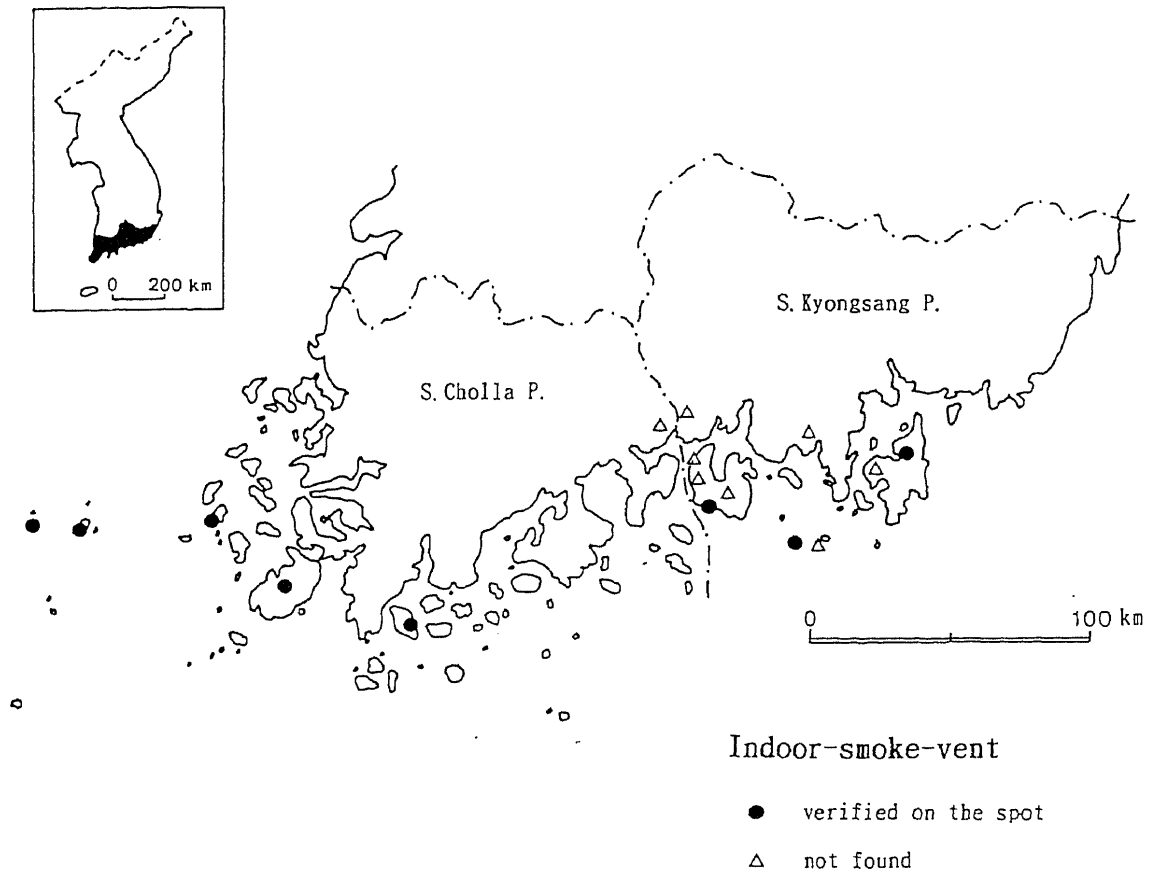 0 200 km
S. Kyongsang P.
S. Cholla P.
0 100 km
Indoor-smoke-vent
verified on the spot
not found